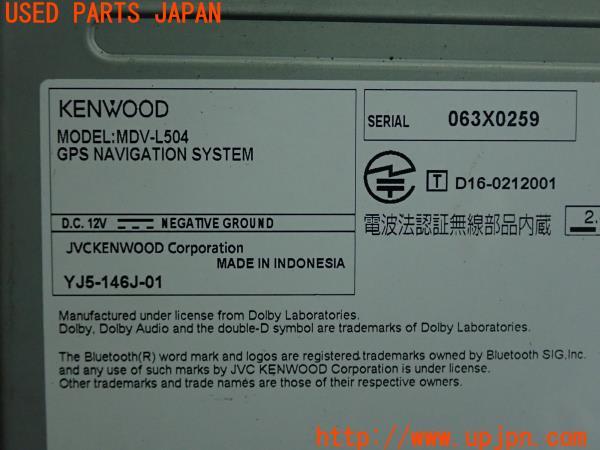 USED PARTS JAPAN
KENWOOD
MODEL:MDV-L504
GPS NAVIGATION SYSTEM
D.C. 12V NEGATIVE GROUND
JVCKENWOOD Corporation
MADE IN INDONESIA
YJ5-146J-01
SERIAL 063X0259
T D16-0212001
電波法認証無線部品内蔵
2.
Manufactured under license from Dolby Laboratories.
Dolby, Dolby Audio and the double-D symbol are trademarks of Dolby Laboratories.
The Bluetooth(R) word mark and logos are registered trademarks owned by Bluetooth SIG, Inc.
and any use of such marks by JVC KENWOOD Corporation is under license.
Other trademarks and trade names are those of their respective owners.
http://www.upjpn.com